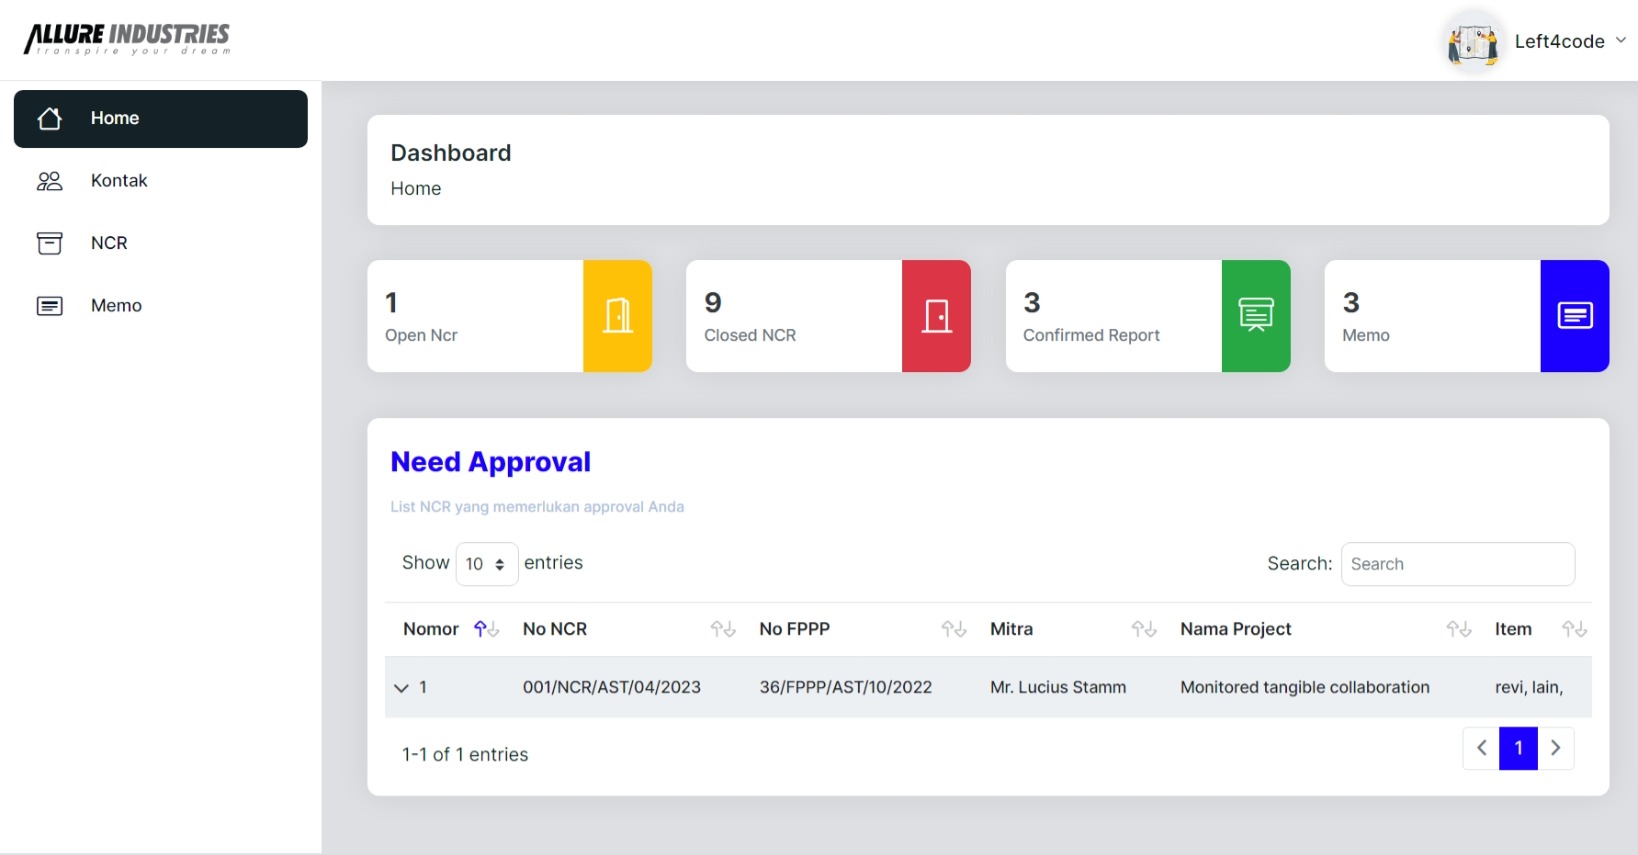 ALLURE INDUSTRIES
transpire your dream
Left4code
Home
Kontak
NCR
Memo
Dashboard
Home
1
Open Ncr
9
Closed NCR
3
Confirmed Report
3
Memo
Need Approval
List NCR yang memerlukan approval Anda
Show 10 entries
Search: Search
Nomor No NCR No FPPP Mitra Nama Project Item
1 001/NCR/AST/04/2023 36/FPPP/AST/10/2022 Mr. Lucius Stamm Monitored tangible collaboration revi, lain,
1-1 of 1 entries
1